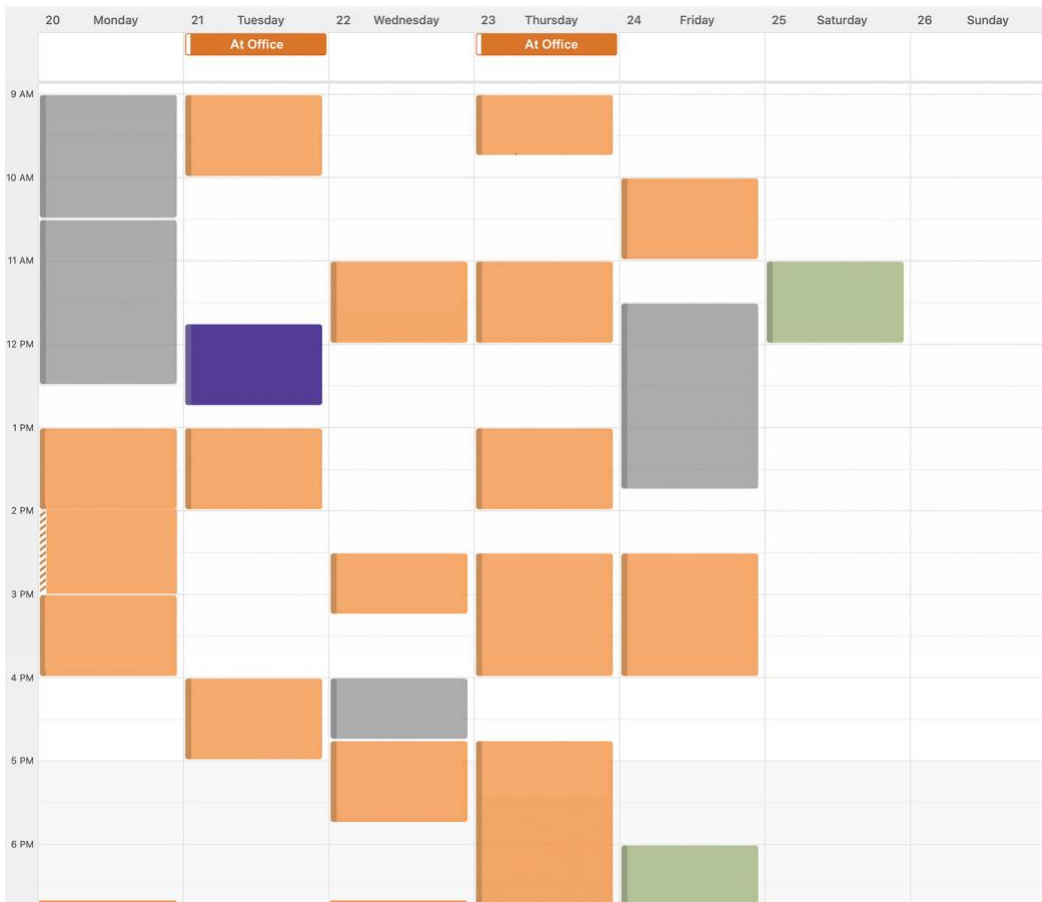 20 Monday 21 Tuesday 22 Wednesday 23 Thursday 24 Friday 25 Saturday 26 Sunday
At Office At Office
9 AM
10 AM
11 AM
12 PM
1 PM
2 PM
3 PM
4 PM
5 PM
6 PM